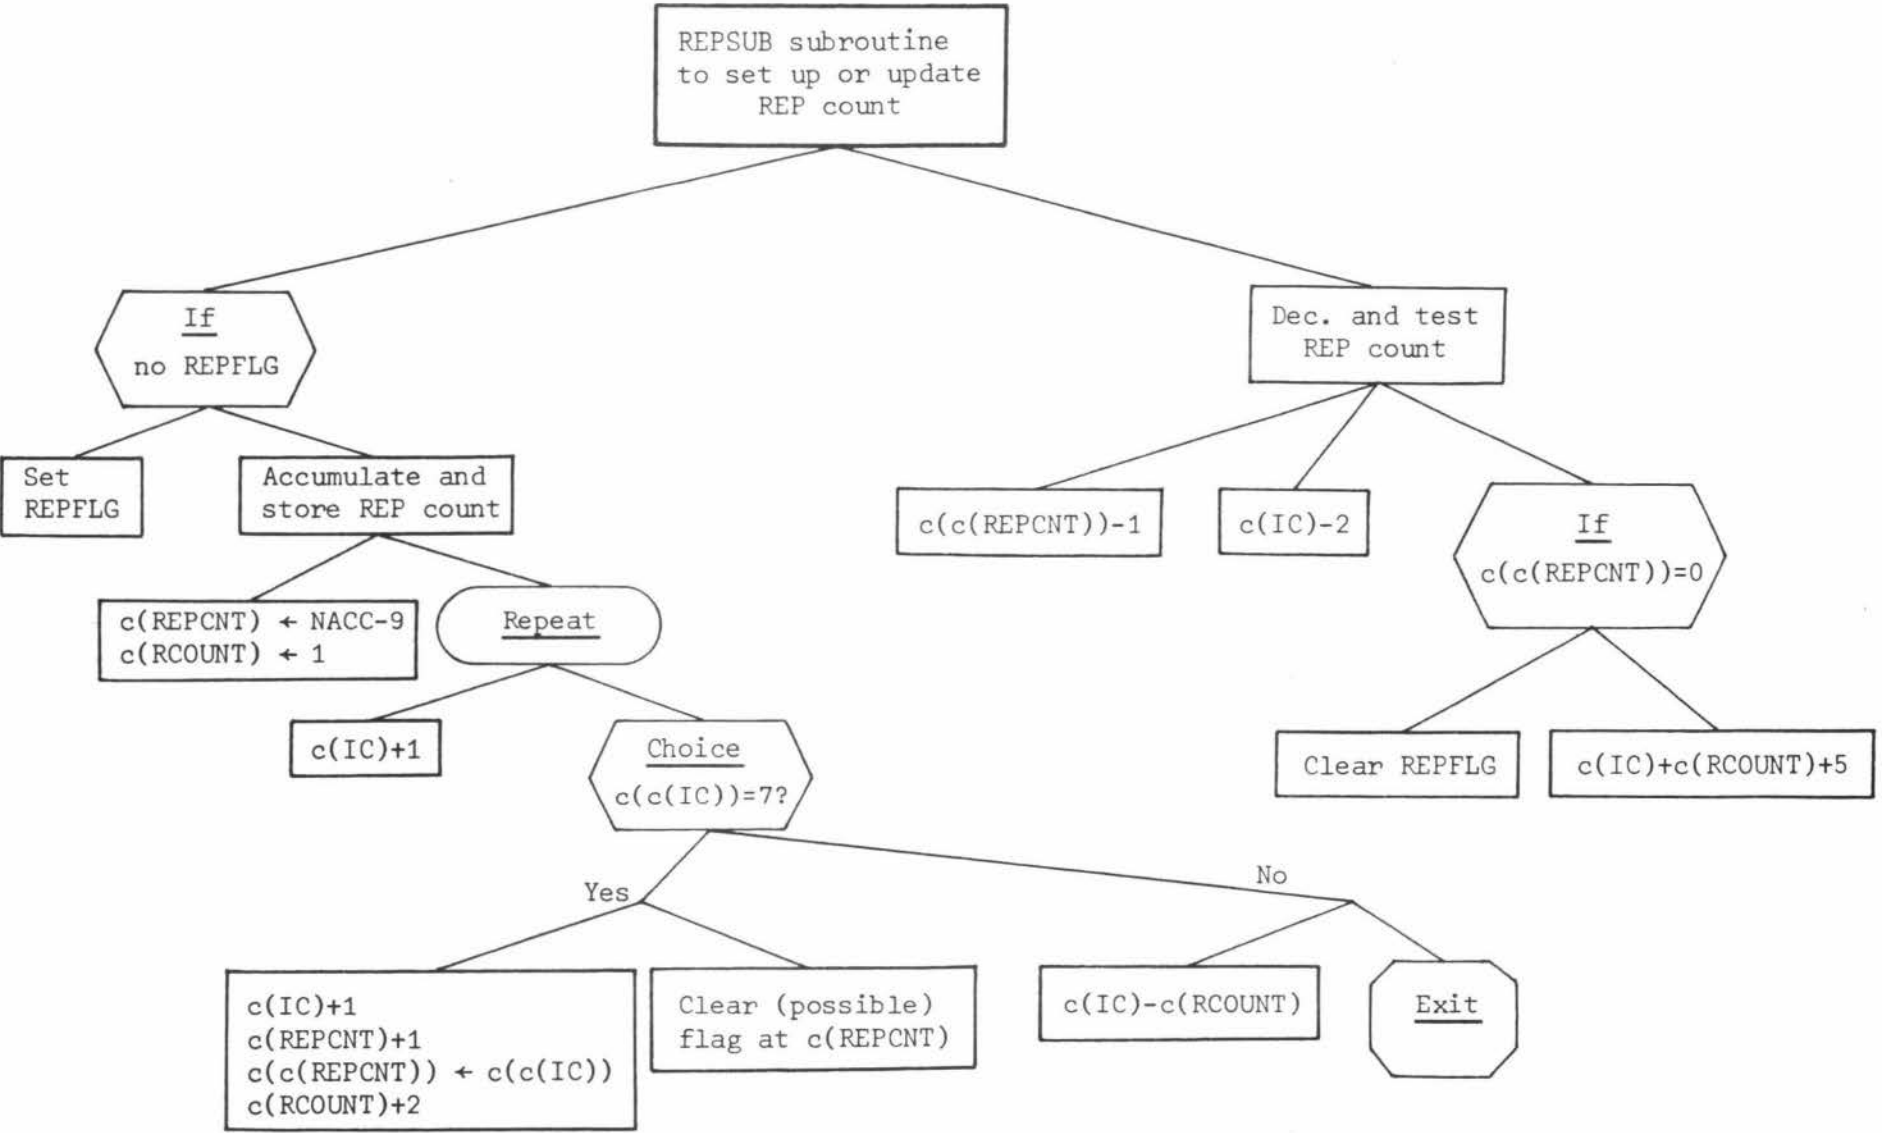 REPSUB subroutine
to set up or update
REP count
If
no REPFLG
Dec. and test
REP count
Set
REPFLG
Accumulate and
store REP count
c(c(REPCNT))-1
c(IC)-2
If
c(c(REPCNT))=0
c(REPCNT) ← NACC-9
c(RCOUNT) ← 1
Repeat
c(IC)+1
Choice
c(c(IC))=7?
Clear REPFLG
c(IC)+c(RCOUNT)+5
Yes
No
c(IC)+1
c(REPCNT)+1
c(c(REPCNT)) ← c(c(IC))
c(RCOUNT)+2
Clear (possible)
flag at c(REPCNT)
c(IC)-c(RCOUNT)
Exit